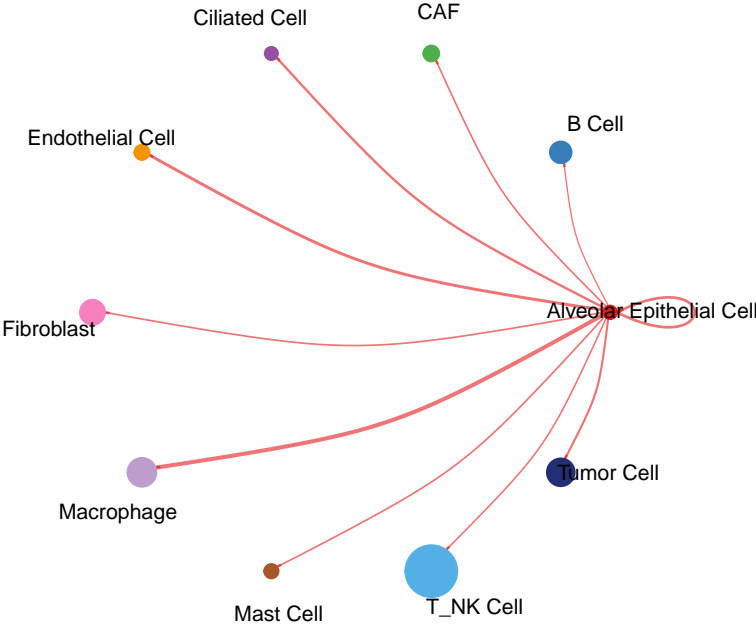 CAF
Ciliated Cell
B Cell
Endothelial Cell
Alveolar Epithelial Cell
Fibroblast
Tumor Cell
Macrophage
T_NK Cell
Mast Cell